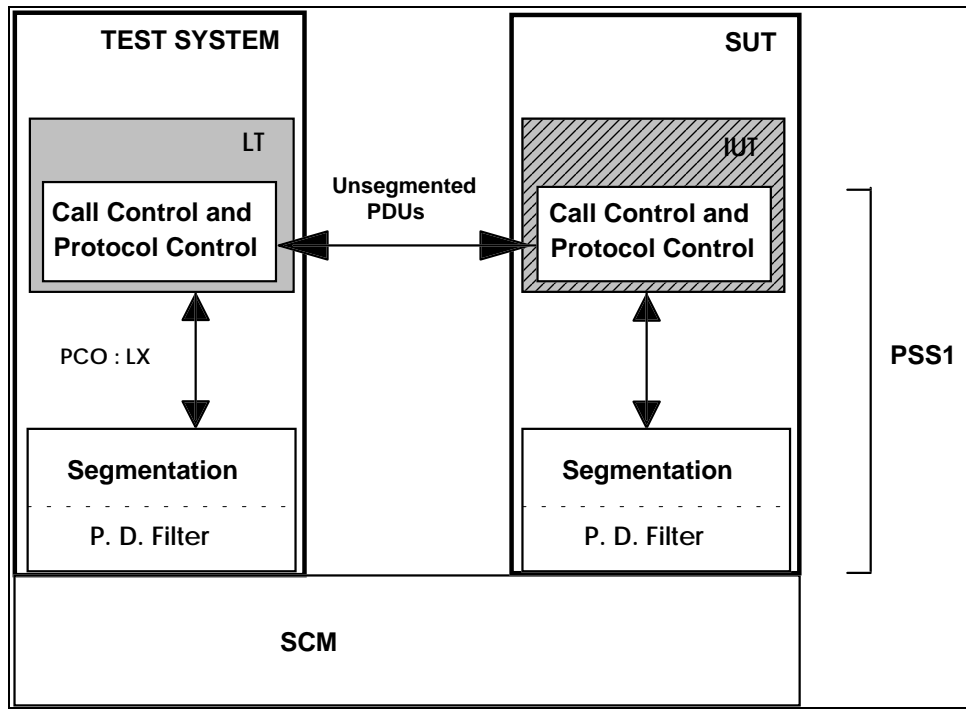 TEST SYSTEM
SUT
LT
IUT
Unsegmented
PDUs
Call Control and
Protocol Control
Call Control and
Protocol Control
PCO : LX
PSS1
Segmentation
P. D. Filter
Segmentation
P. D. Filter
SCM